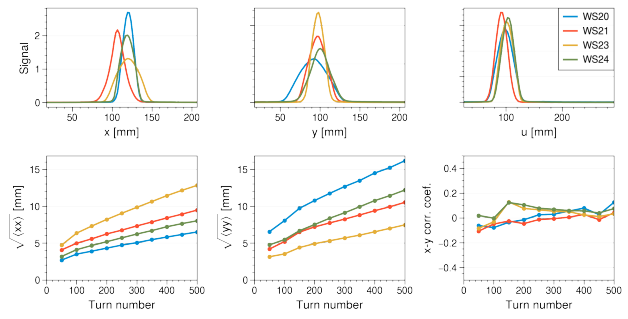 Signal
2
1
0
50 100 150 200
x [mm]
50 100 150 200
y [mm]
100 200
u [mm]
WS20
WS21
WS23
WS24
√⟨xx⟩ [mm]
15
10
5
0
0 100 200 300 400 500
Turn number
√⟨yy⟩ [mm]
15
10
5
0
0 100 200 300 400 500
Turn number
x-y corr. coef.
0.4
0.2
0
−0.2
−0.4
0 100 200 300 400 500
Turn number